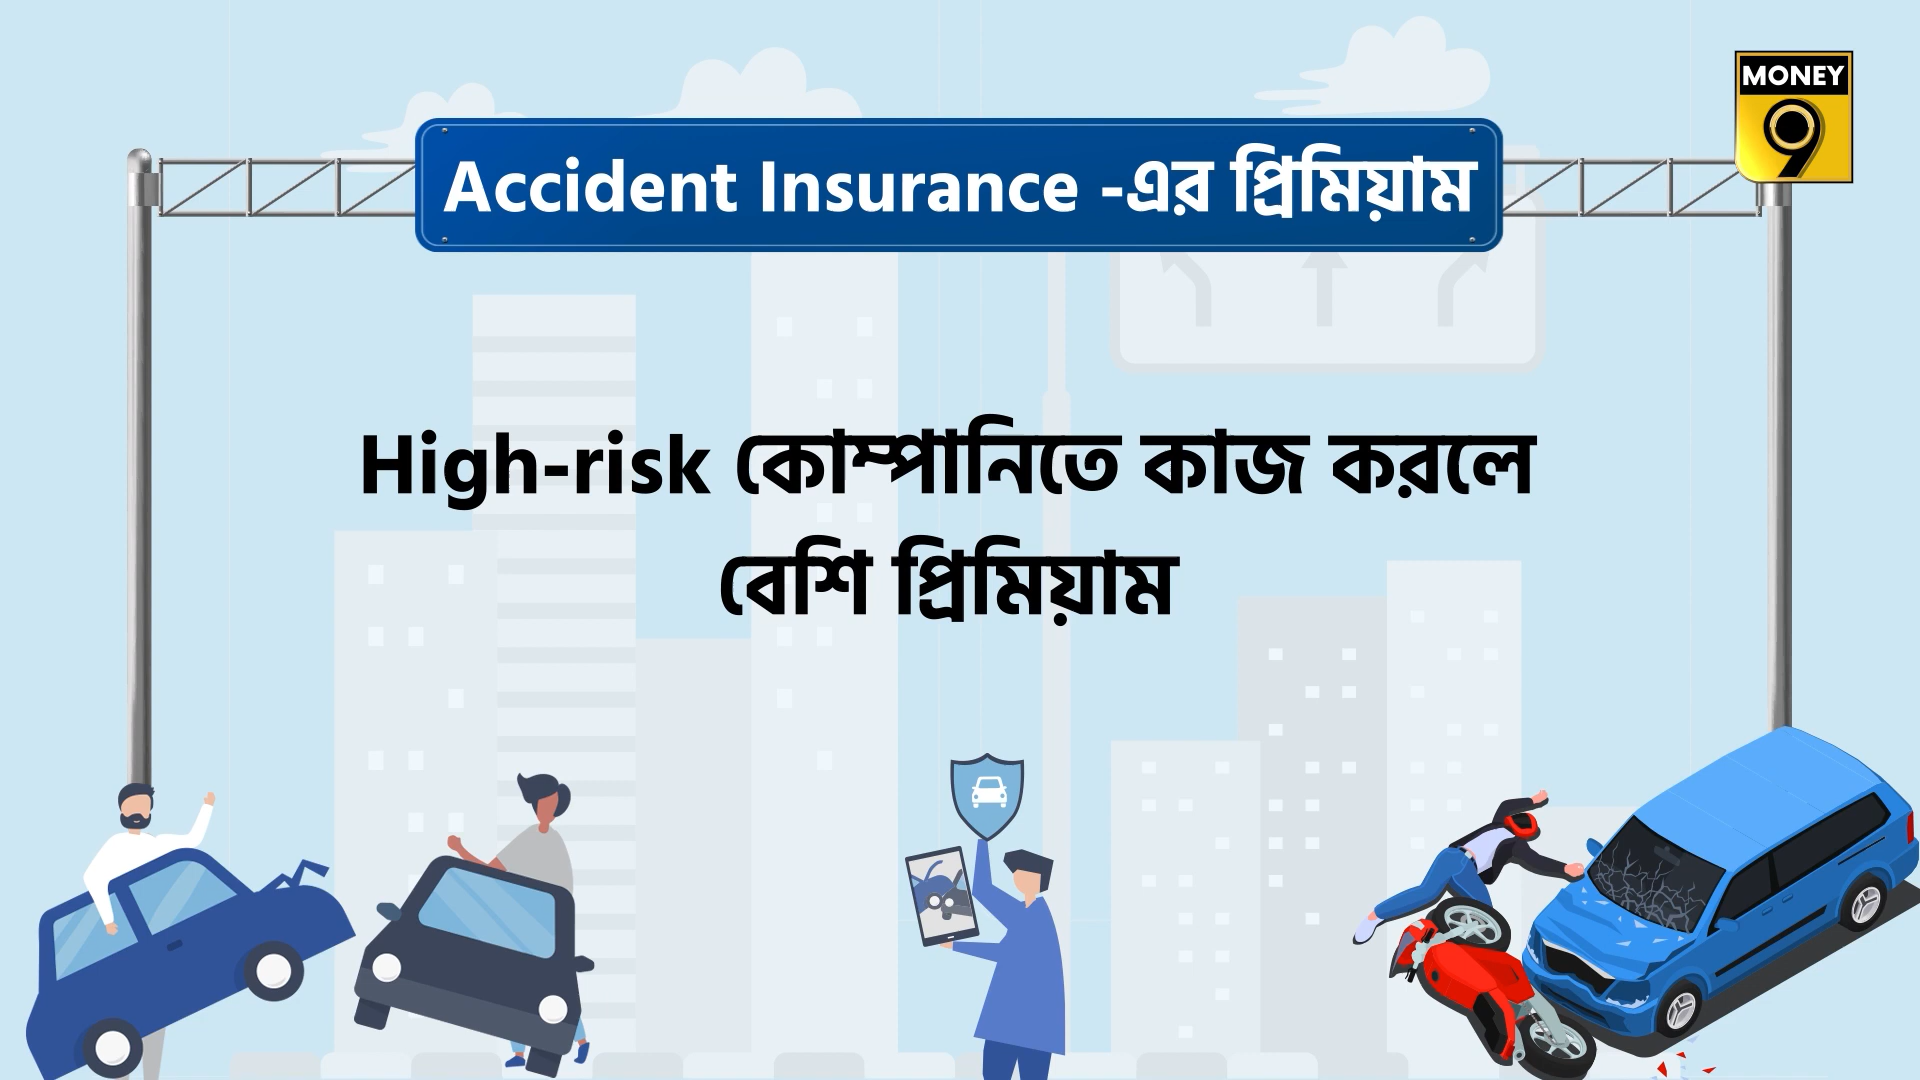 MONEY
9
Accident Insurance -এর প্রিমিয়াম
High-risk কোম্পানিতে কাজ করলে
বেশি প্রিমিয়াম